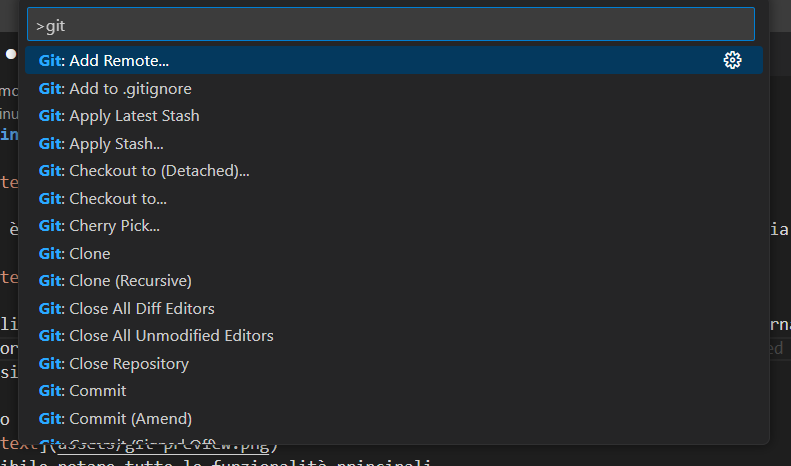 >git
Git: Add Remote...
Git: Add to .gitignore
Git: Apply Latest Stash
Git: Apply Stash...
Git: Checkout to (Detached)...
Git: Checkout to...
Git: Cherry Pick...
Git: Clone
Git: Clone (Recursive)
Git: Close All Diff Editors
Git: Close All Unmodified Editors
Git: Close Repository
Git: Commit
Git: Commit (Amend)